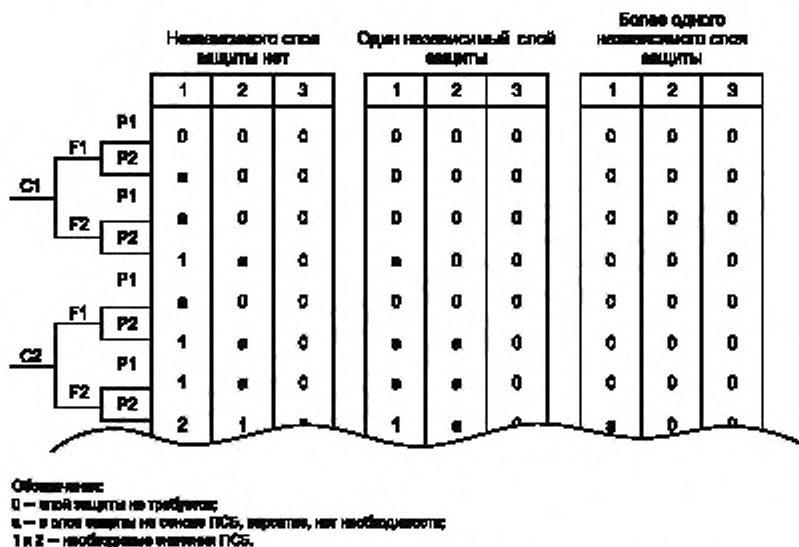 Независимого слоя защиты нет
Один независимый слой защиты
Более одного независимого слоя защиты
1 2 3 1 2 3 1 2 3
P1
0 0 0 0 0 0 0 0 0
F1 P2
а 0 0 0 0 0 0 0 0
C1 P1
а 0 0 0 0 0 0 0 0
F2 P2
1 а 0 а 0 0 0 0 0
P1
а 0 0 0 0 0 0 0 0
F1 P2
1 а 0 а а 0 0 0 0
C2 P1
1 а 0 а а 0 0 0 0
F2 P2
2 1 1 а 0 а 0 0
Обозначения:
0 — слой защиты не требуется;
а — в слое защиты на основе ПСБ, вероятно, нет необходимости;
1 и 2 — необходимые значения ПСБ.